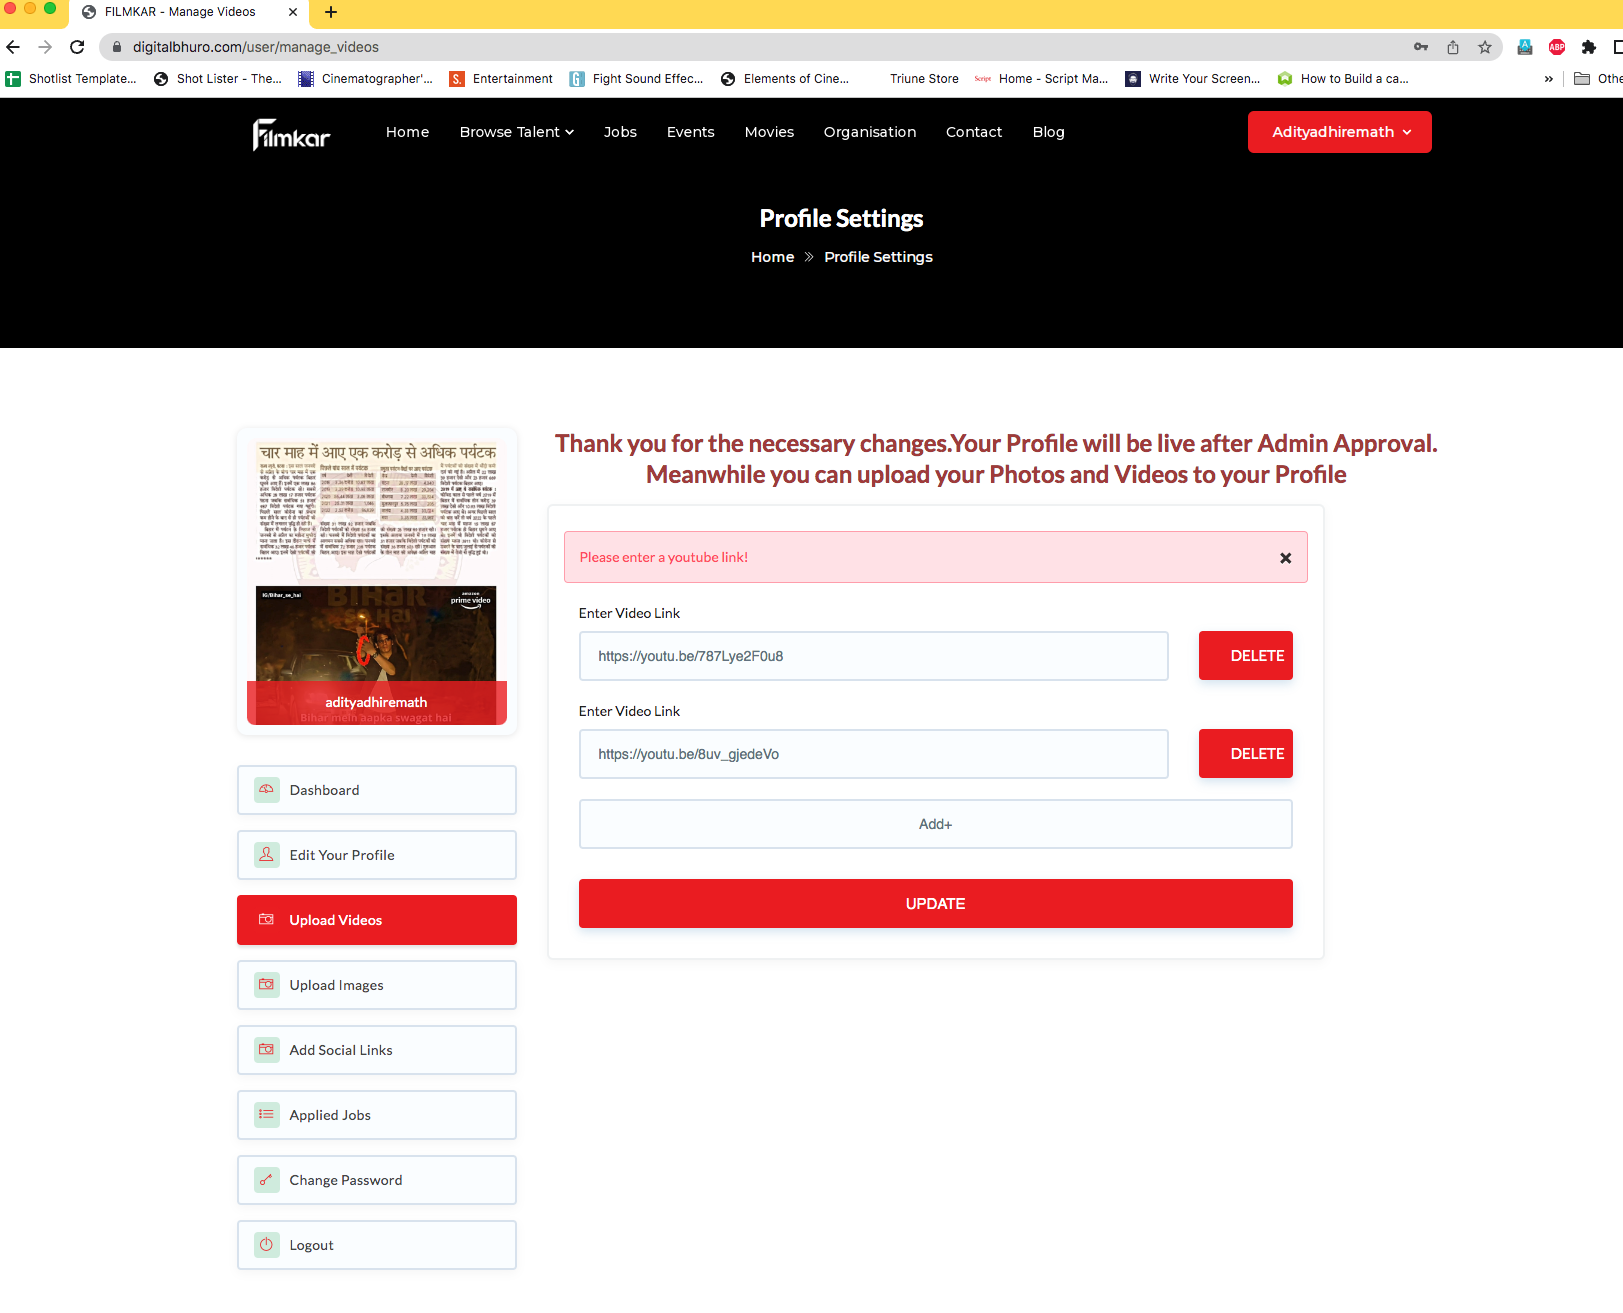 FILMKAR - Manage Videos
digitalbhuro.com/user/manage_videos
ABP
Shotlist Template... Shot Lister - The... Cinematographer'... S. Entertainment Fight Sound Effec... Elements of Cine... Triune Store Script Home - Script Ma... Write Your Screen... How to Build a ca... » Othe
Filmkar Home Browse Talent Jobs Events Movies Organisation Contact Blog Adityadhiremath
Profile Settings
Home Profile Settings
चार माह में आए एक करोड़ से अधिक पर्यटक
IG/Bihar_se_hai
amazon
prime video
adityadhiremath
Bihar mein aapka swagat hai
Dashboard
Edit Your Profile
Upload Videos
Upload Images
Add Social Links
Applied Jobs
Change Password
Logout
Thank you for the necessary changes.Your Profile will be live after Admin Approval.
Meanwhile you can upload your Photos and Videos to your Profile
Please enter a youtube link!
Enter Video Link
https://youtu.be/787Lye2F0u8
DELETE
Enter Video Link
https://youtu.be/8uv_gjedeVo
DELETE
Add+
UPDATE